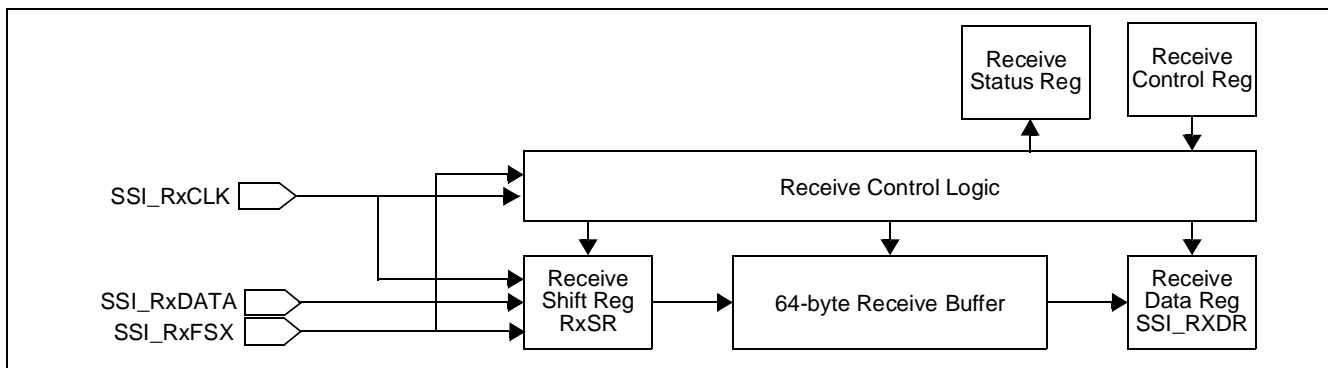 Receive
Status Reg
Receive
Control Reg
SSI_RxCLK
Receive Control Logic
SSI_RxDATA
SSI_RxFSX
Receive
Shift Reg
RxSR
64-byte Receive Buffer
Receive
Data Reg
SSI_RXDR